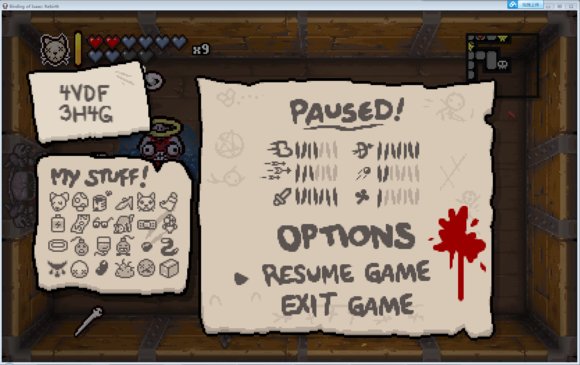 Binding of Isaac: Rebirth
x9
4VDF
3H4G
PAUSED!
MY STUFF!
OPTIONS
RESUME GAME
EXIT GAME